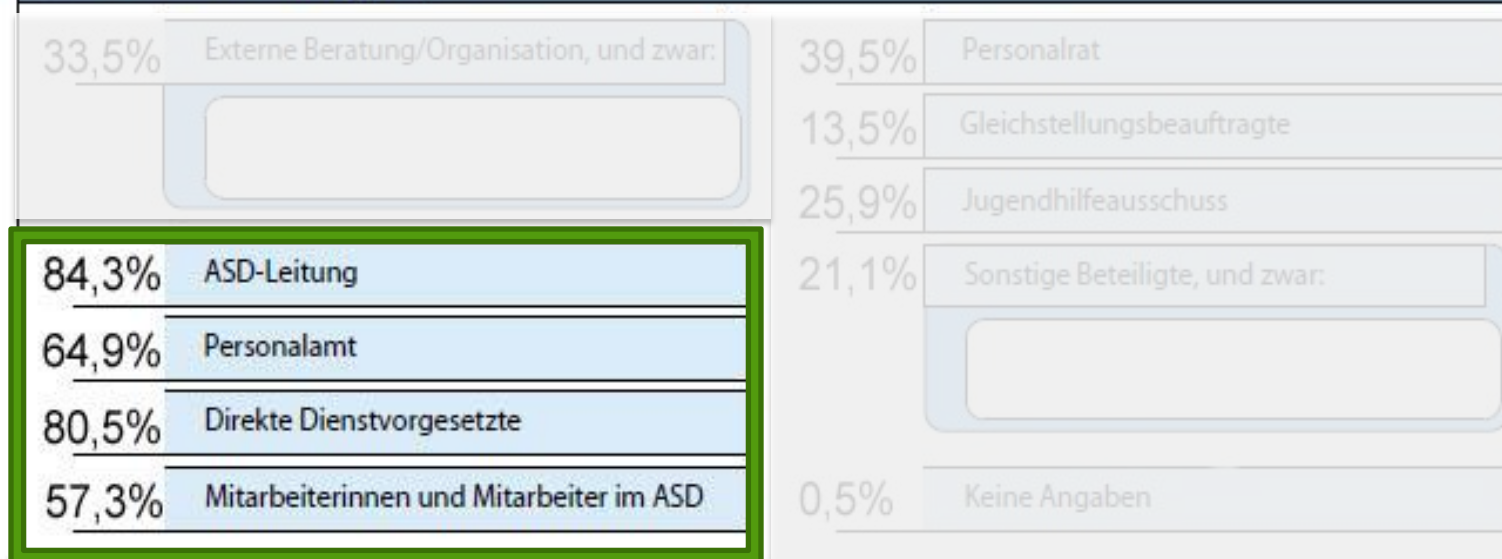 33,5% Externe Beratung/Organisation, und zwar:
84,3% ASD-Leitung
64,9% Personalamt
80,5% Direkte Dienstvorgesetzte
57,3% Mitarbeiterinnen und Mitarbeiter im ASD
39,5% Personalrat
13,5% Gleichstellungsbeauftragte
25,9% Jugendhilfeausschuss
21,1% Sonstige Beteiligte, und zwar:
0,5% Keine Angaben